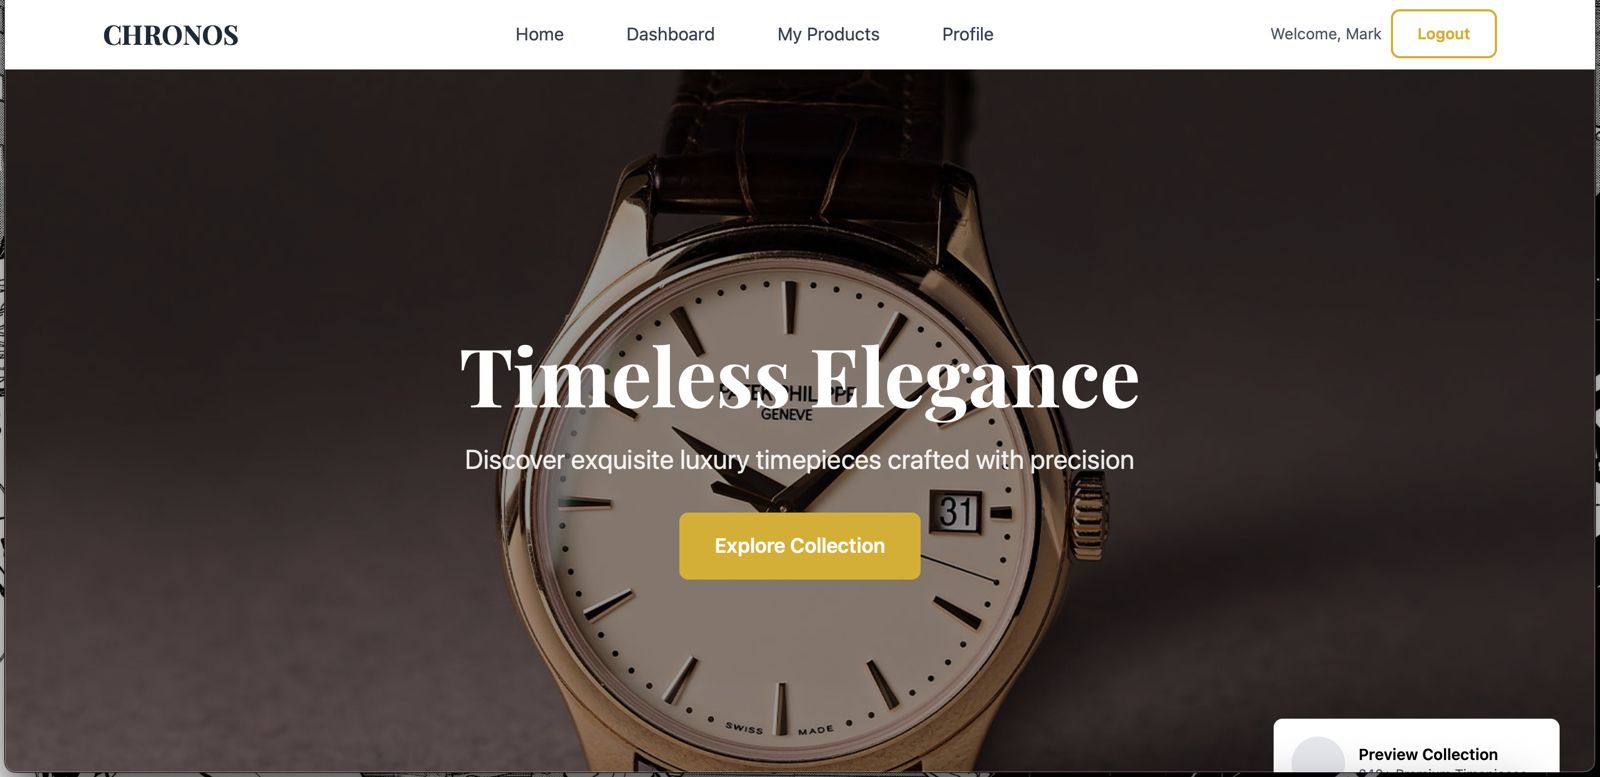 CHRONOS
Home Dashboard My Products Profile
Welcome, Mark Logout
Timeless Elegance
GENEVE
Discover exquisite luxury timepieces crafted with precision
31
Explore Collection
SWISS MADE
Preview Collection